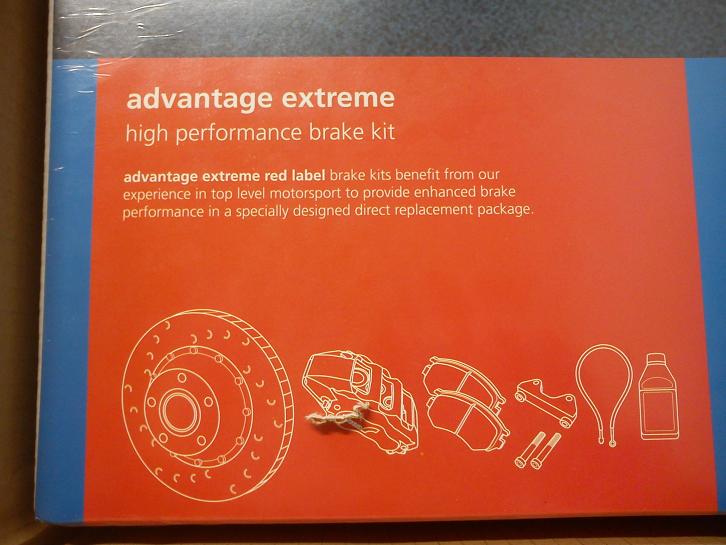 advantage extreme
high performance brake kit
advantage extreme red label brake kits benefit from our
experience in top level motorsport to provide enhanced brake
performance in a specially designed direct replacement package.